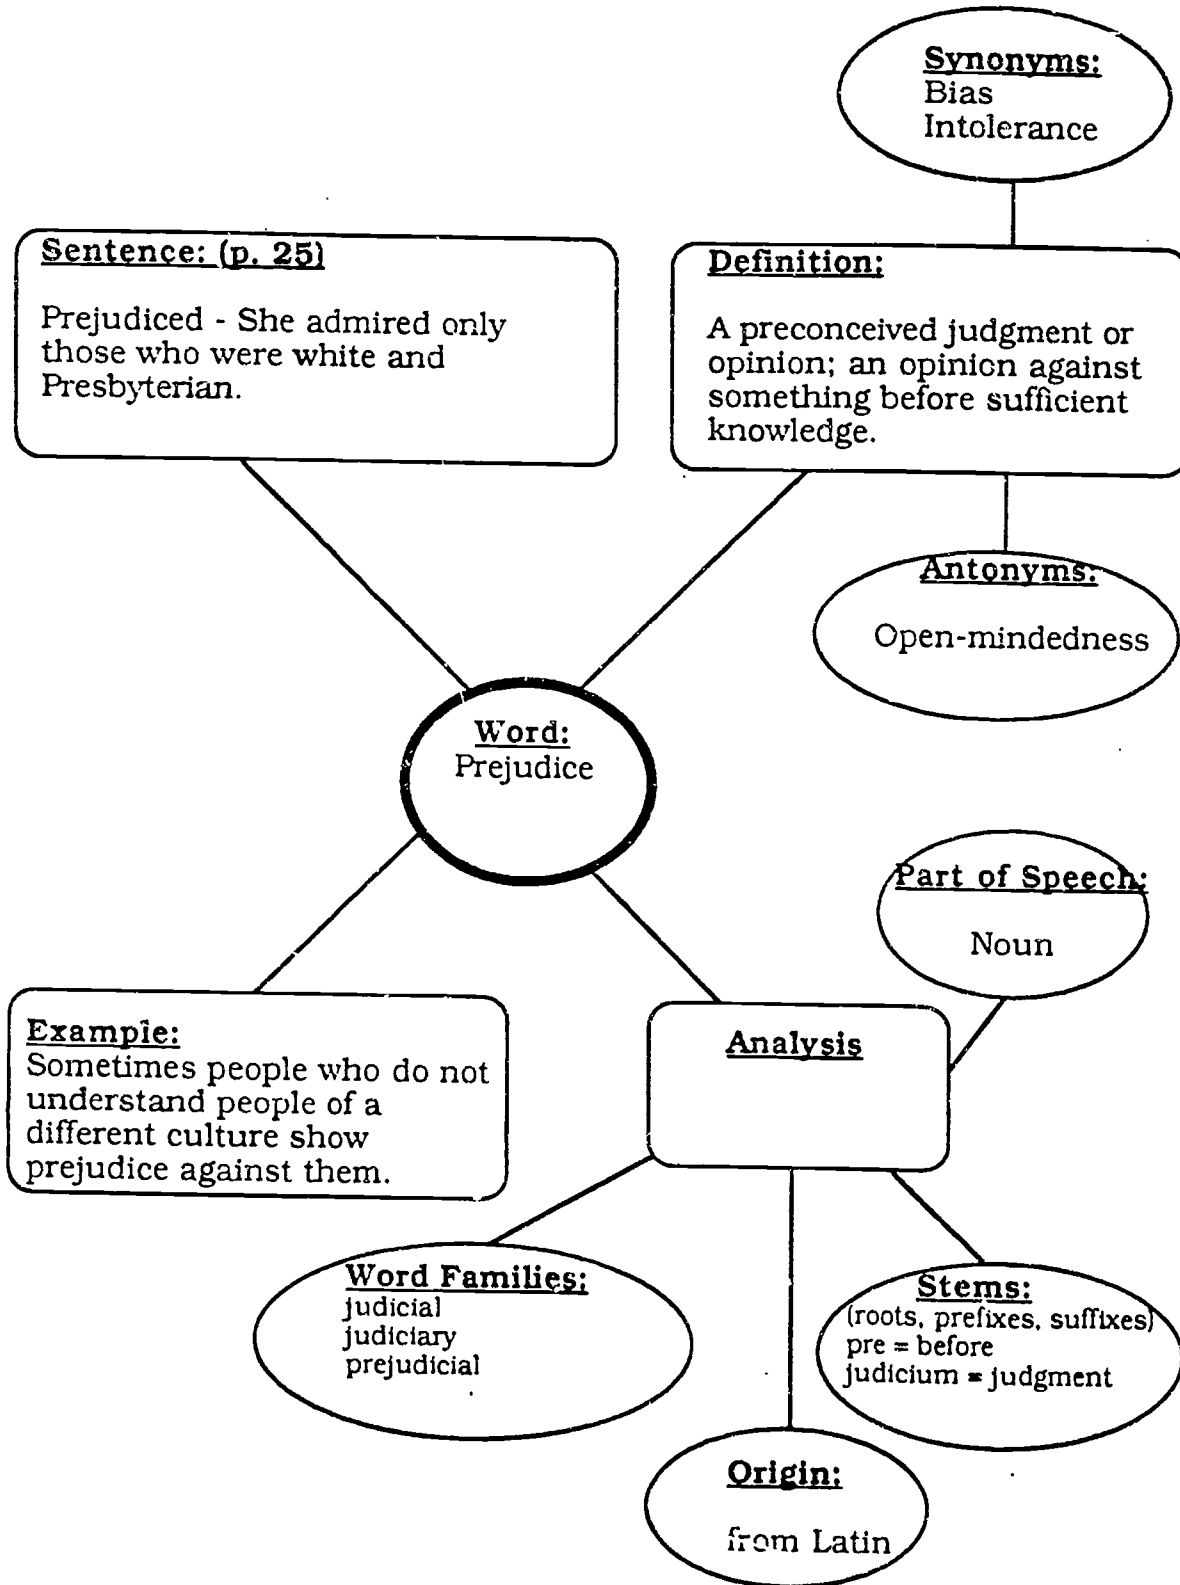 Synonyms:
Bias
Intolerance
Sentence: (p. 25)
Prejudiced - She admired only
those who were white and
Presbyterian.
Definition:
A preconceived judgment or
opinion; an opinion against
something before sufficient
knowledge.
Antonyms:
Open-mindedness
Word:
Prejudice
Part of Speech:
Noun
Example:
Sometimes people who do not
understand people of a
different culture show
prejudice against them.
Analysis
Word Families:
judicial
judiciary
prejudicial
Stems:
(roots, prefixes, suffixes)
pre = before
judicium = judgment
Origin:
from Latin